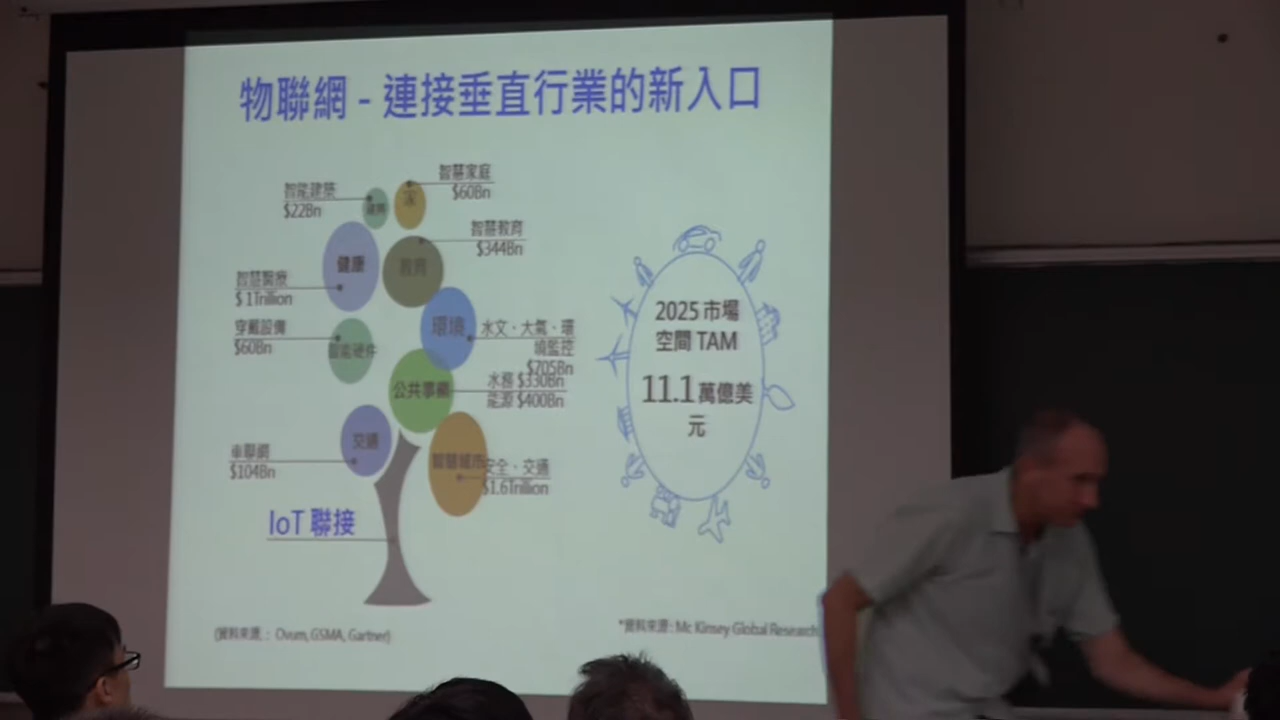 物聯網 - 連接垂直行業的新入口
智慧家庭
$60Bn
智能建築
$22Bn
家
智慧教育
$344Bn
健康
教育
智慧醫療
$ 1Trillion
環境
水文、大氣、環
境監控
$705Bn
穿戴設備
$60Bn
智能硬件
公共事業
水務 $330Bn
能源 $400Bn
交通
車聯網
$104Bn
智慧城市
安全、交通
$1.6Trillion
IoT 聯接
2025 市場
空間 TAM
11.1 萬億美
元
(資料來源 : Ovum, GSMA, Gartner)
*資料來源: Mc Kinsey Global Research